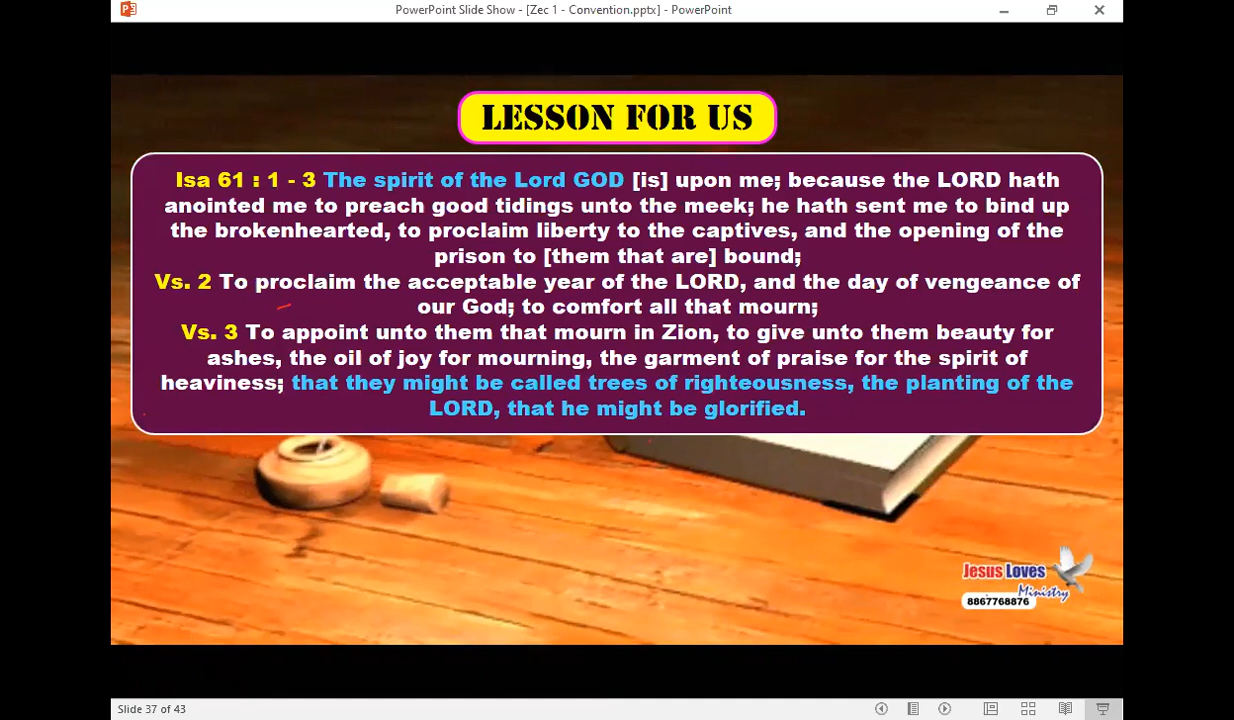 PowerPoint Slide Show - [Zec 1 - Convention.pptx] - PowerPoint
LESSON FOR US
Isa 61 : 1 - 3 The spirit of the Lord GOD [is] upon me; because the LORD hath
anointed me to preach good tidings unto the meek; he hath sent me to bind up
the brokenhearted, to proclaim liberty to the captives, and the opening of the
prison to [them that are] bound;
Vs. 2 To proclaim the acceptable year of the LORD, and the day of vengeance of
our God; to comfort all that mourn;
Vs. 3 To appoint unto them that mourn in Zion, to give unto them beauty for
ashes, the oil of joy for mourning, the garment of praise for the spirit of
heaviness; that they might be called trees of righteousness, the planting of the
LORD, that he might be glorified.
Jesus Loves
Ministry
8867768876
Slide 37 of 43